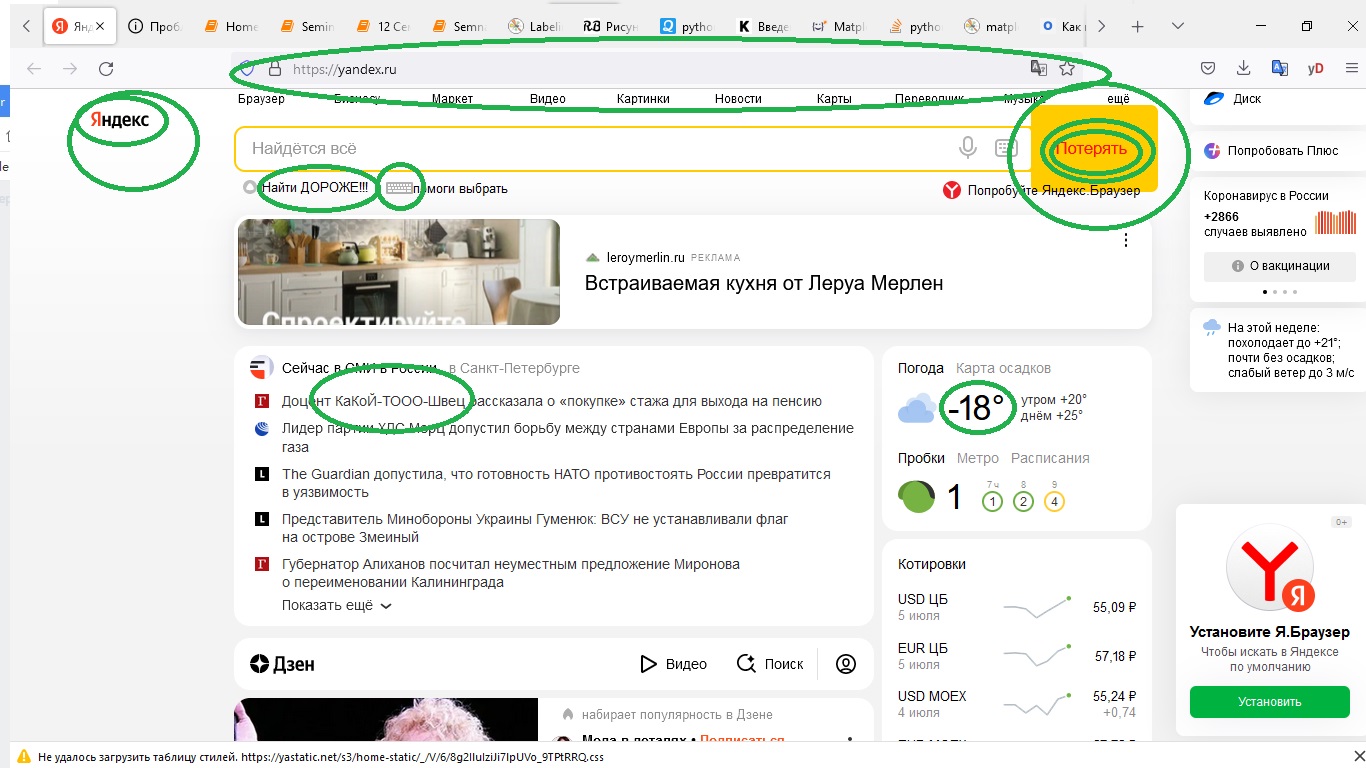 Янд
Проба
Home
Semin
12 Се
Semna
Labeli
Рисун
pytho
Введе
Matpl
pytho
matpl
Как н
https://yandex.ru
Браузер Бизнесу Маркет Видео Картинки Новости Карты Переводчик Музыка ещё
Яндекс
Найдётся всё
Потерять
Найти ДОРОЖЕ!!!
помоги выбрать
Попробуйте Яндекс.Браузер
leroymerlin.ru РЕКЛАМА
Встраиваемая кухня от Леруа Мерлен
Спроектируйте
Сейчас в СМИ в России в Санкт-Петербурге
Доцент КаКоЙ-ТООО-Швец рассказала о «покупке» стажа для выхода на пенсию
Лидер партии ХДС Мерц допустил борьбу между странами Европы за распределение
газа
The Guardian допустила, что готовность НАТО противостоять России превратится
в уязвимость
Представитель Минобороны Украины Гуменюк: ВСУ не устанавливали флаг
на острове Змеиный
Губернатор Алиханов посчитал неуместным предложение Миронова
о переименовании Калининграда
Показать ещё
Дзен
Видео
Поиск
набирает популярность в Дзене
Мода в деталях • Подписаться
Погода Карта осадков
-18°
утром +20°
днём +25°
Пробки Метро Расписания
1
7 ч 8 9
1 2 4
Котировки
USD ЦБ 55,09 ₽
5 июля
EUR ЦБ 57,18 ₽
5 июля
USD MOEX 55,24 ₽
4 июля +0,74
Диск
Попробовать Плюс
Коронавирус в России
+2866
случаев выявлено
О вакцинации
На этой неделе:
похолодает до +21°;
почти без осадков;
слабый ветер до 3 м/с
0+
Установите Я.Браузер
Чтобы искать в Яндексе
по умолчанию
Установить
Не удалось загрузить таблицу стилей. https://yastatic.net/s3/home-static/_/V/6/8g2IIuIziJi7IpUVo_9TPtRRQ.css